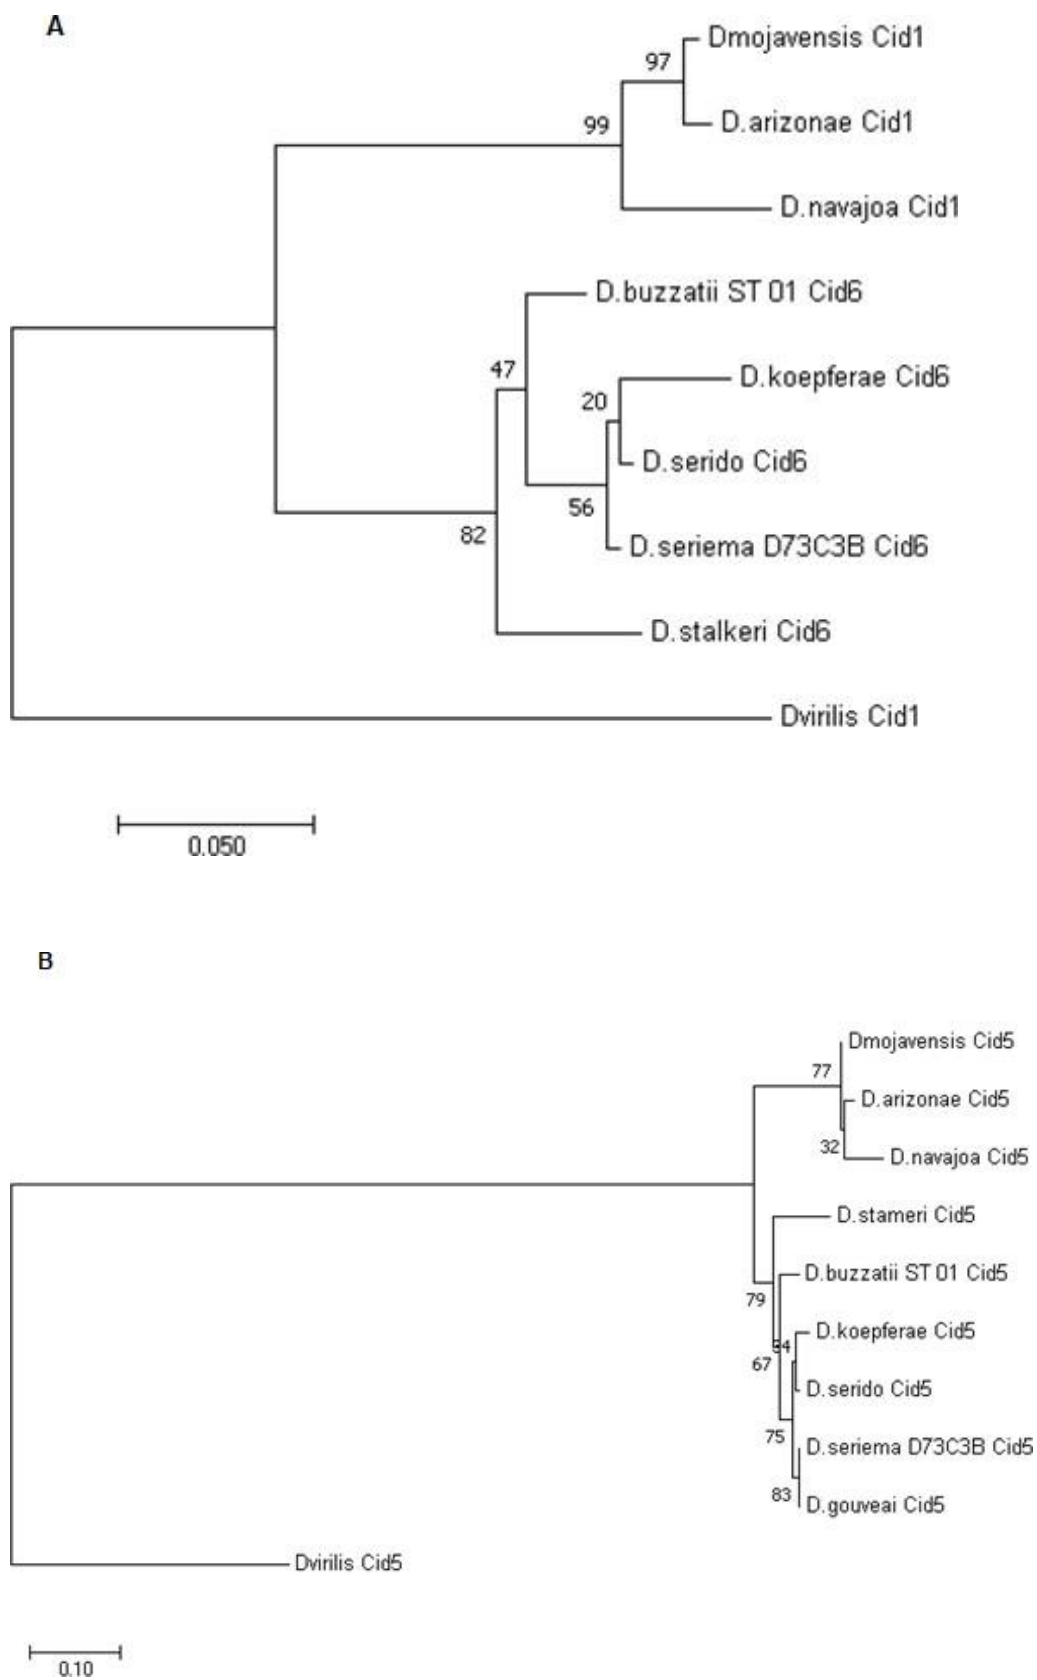 A
Dmojavensis Cid1
97
D.arizonae Cid1
99
D.navajoa Cid1
D.buzzatii ST 01 Cid6
47
D.koepferae Cid6
20
D.serido Cid6
56
D.seriema D73C3B Cid6
82
D.stalkeri Cid6
Dvirilis Cid1
0.050
B
Dmojavensis Cid5
77
D.arizonae Cid5
32
D.navajoa Cid5
D.stameri Cid5
D.buzzatii ST 01 Cid5
79
D.koepferae Cid5
67
D.serido Cid5
75
D.seriema D73C3B Cid5
83
D.gouveai Cid5
Dvirilis Cid5
0.10